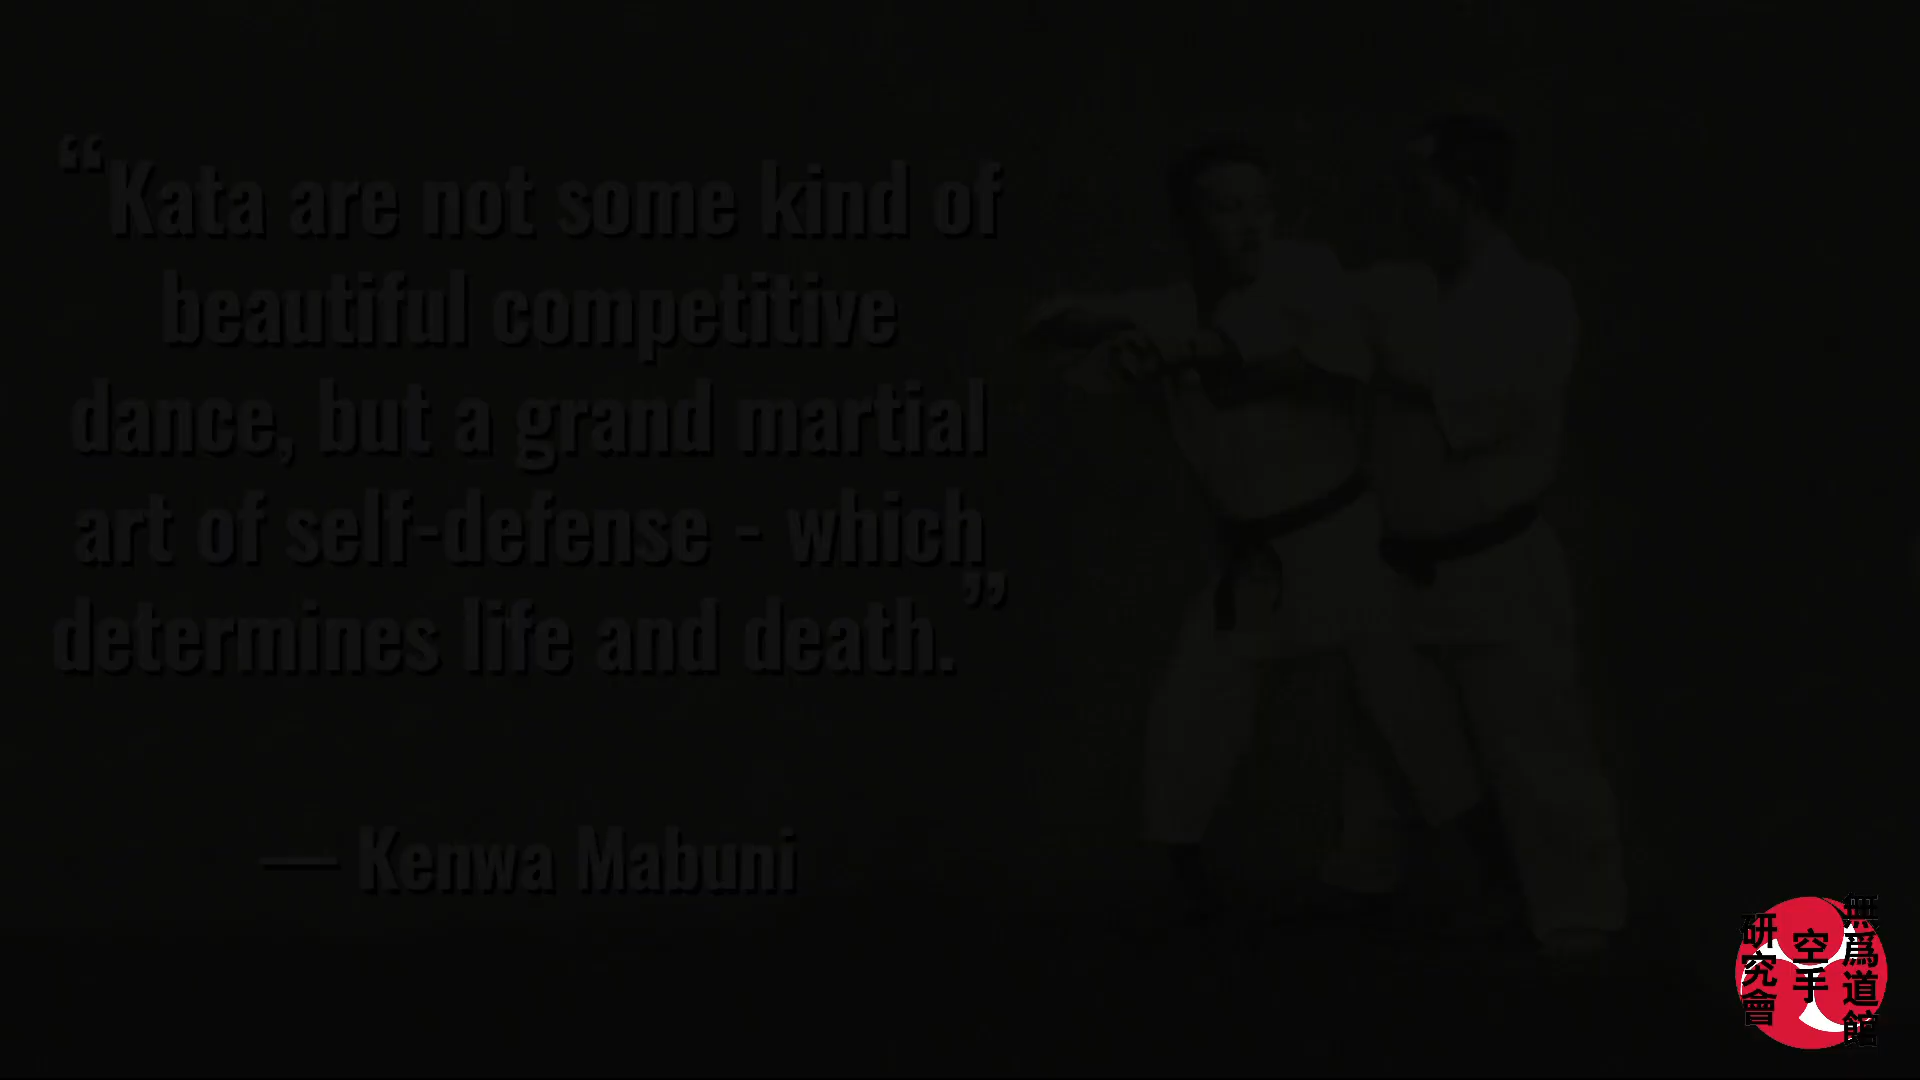 “Kata are not some kind of
beautiful competitive
dance, but a grand martial
art of self-defense - which
determines life and death.”
— Kenwa Mabuni
無爲道館
空手
研究會